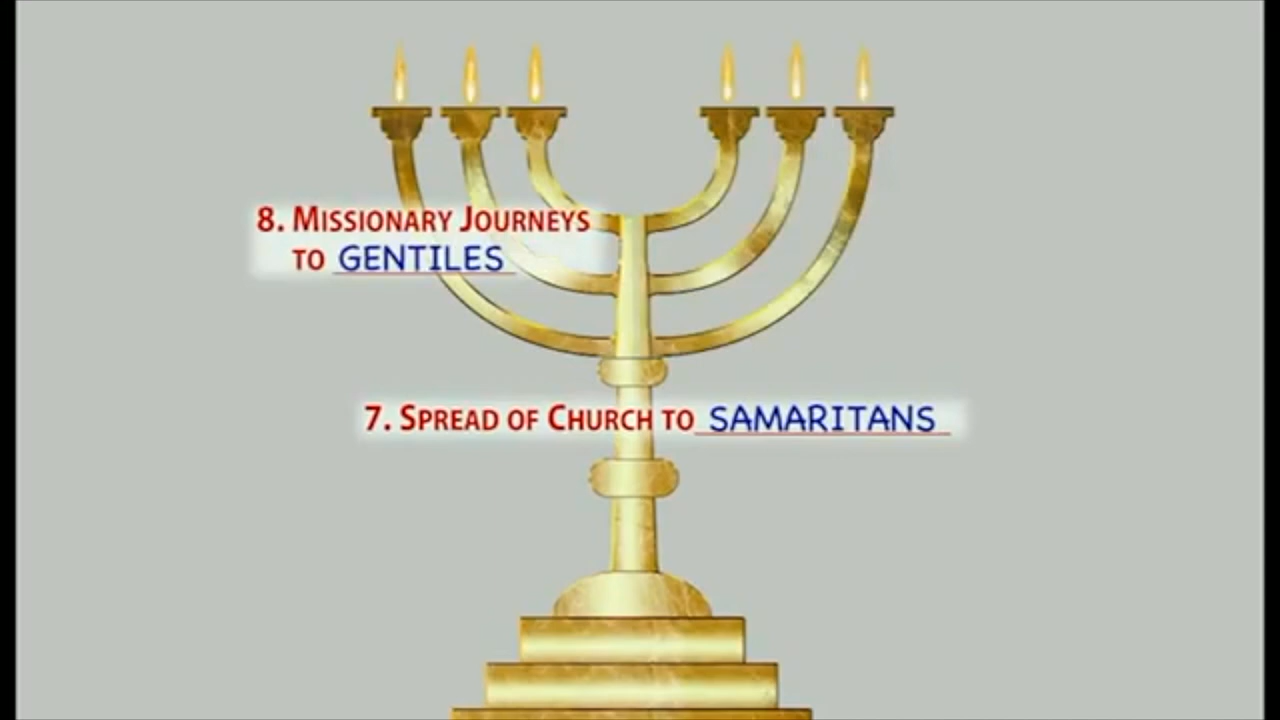 8. Missionary Journeys
to GENTILES
7. Spread of Church to SAMARITANS